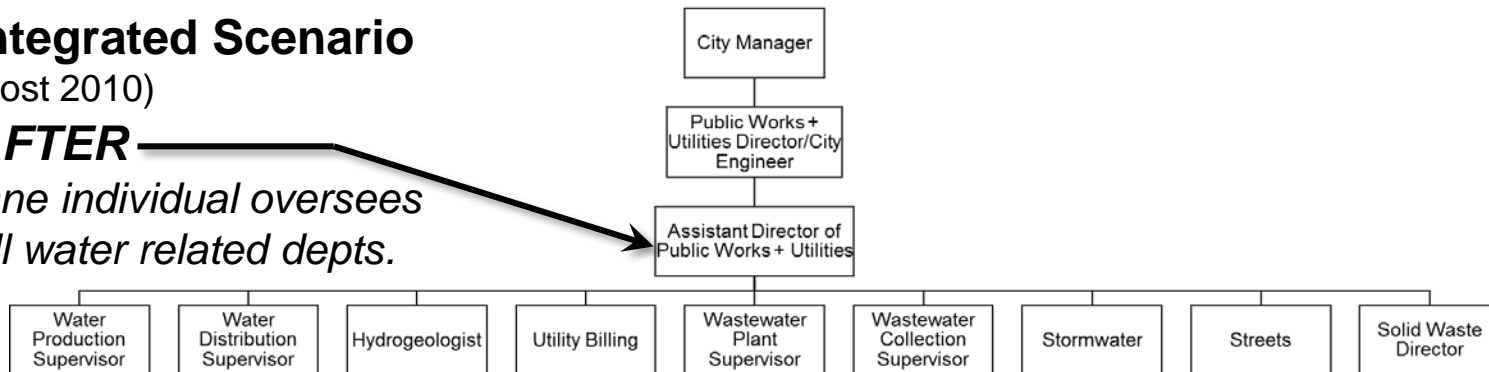 ntegrated Scenario
ost 2010)
FTER
ne individual oversees
ll water related depts.
City Manager
Public Works +
Utilities Director/City
Engineer
Assistant Director of
Public Works + Utilities
Water
Production
Supervisor
Water
Distribution
Supervisor
Hydrogeologist
Utility Billing
Wastewater
Plant
Supervisor
Wastewater
Collection
Supervisor
Stormwater
Streets
Solid Waste
Director